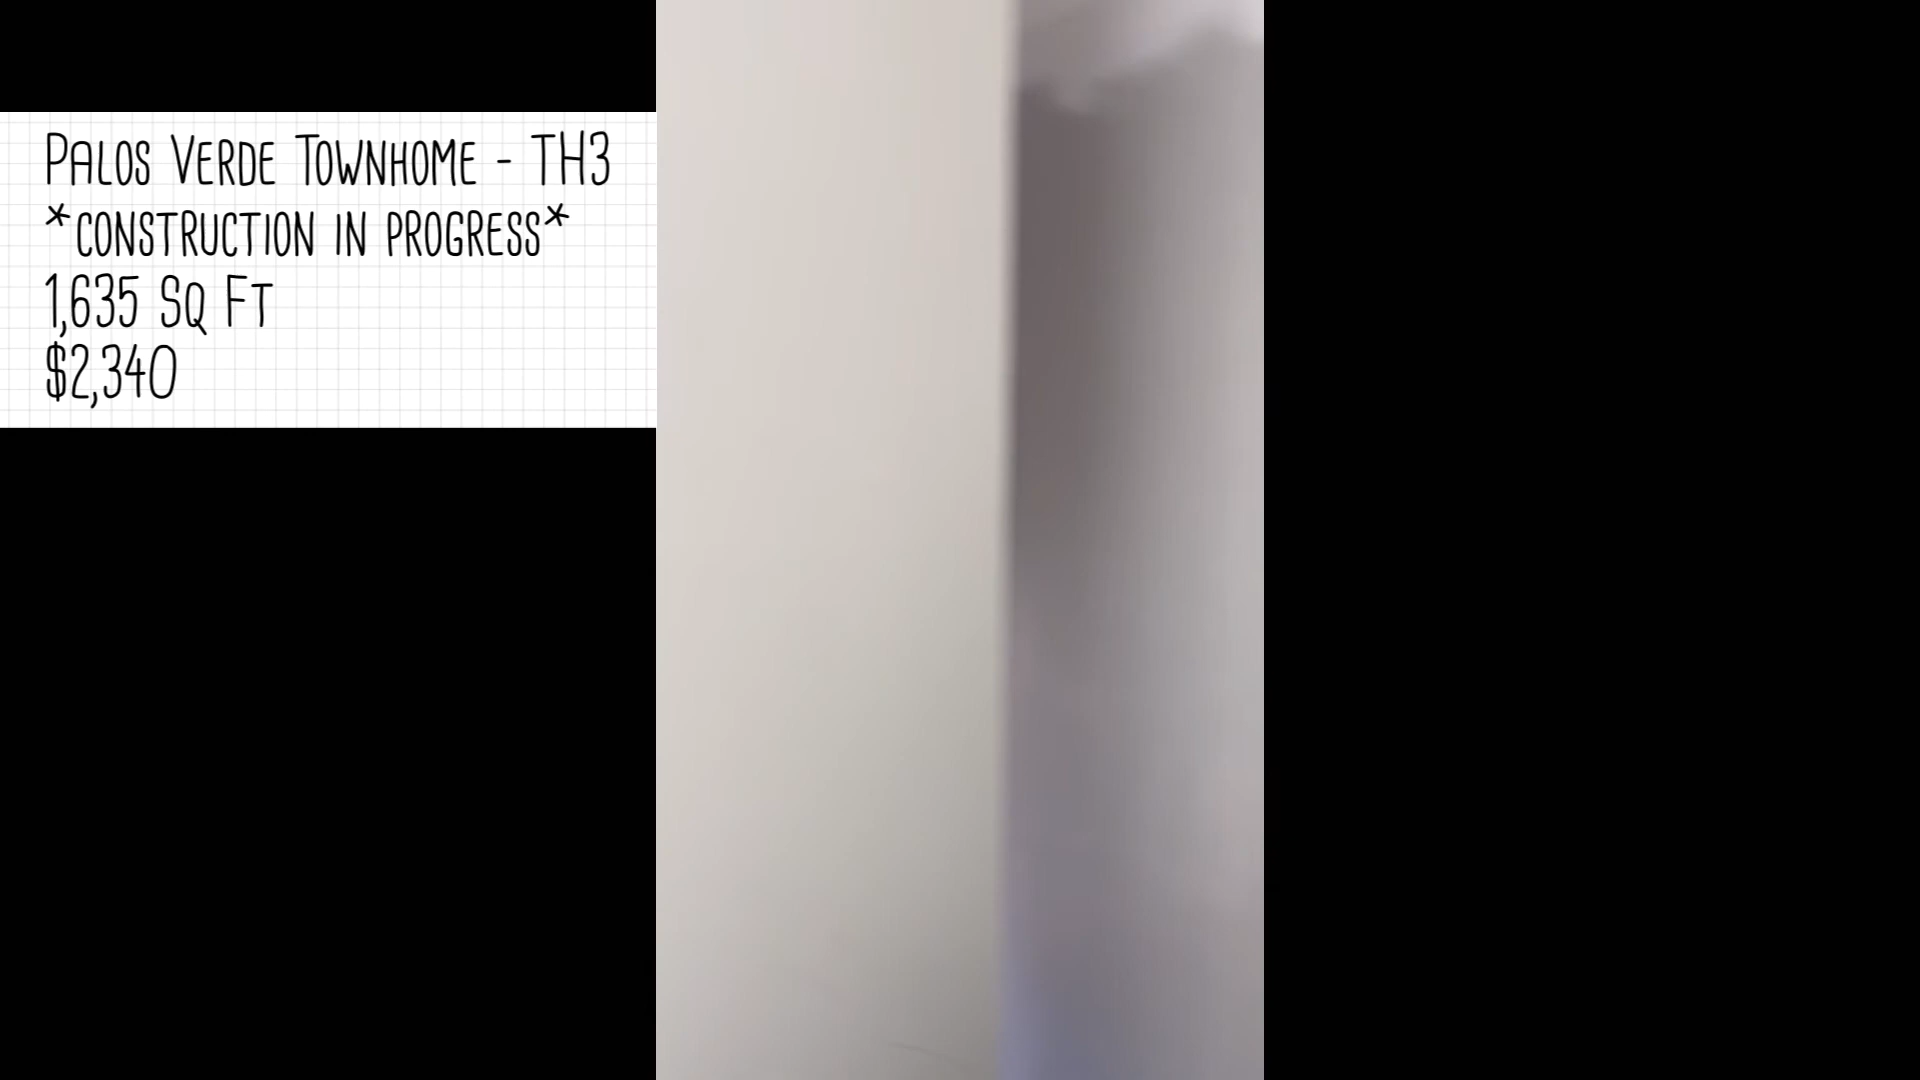 Palos Verde Townhome - TH3
*construction in progress*
1,635 Sq Ft
$2,340